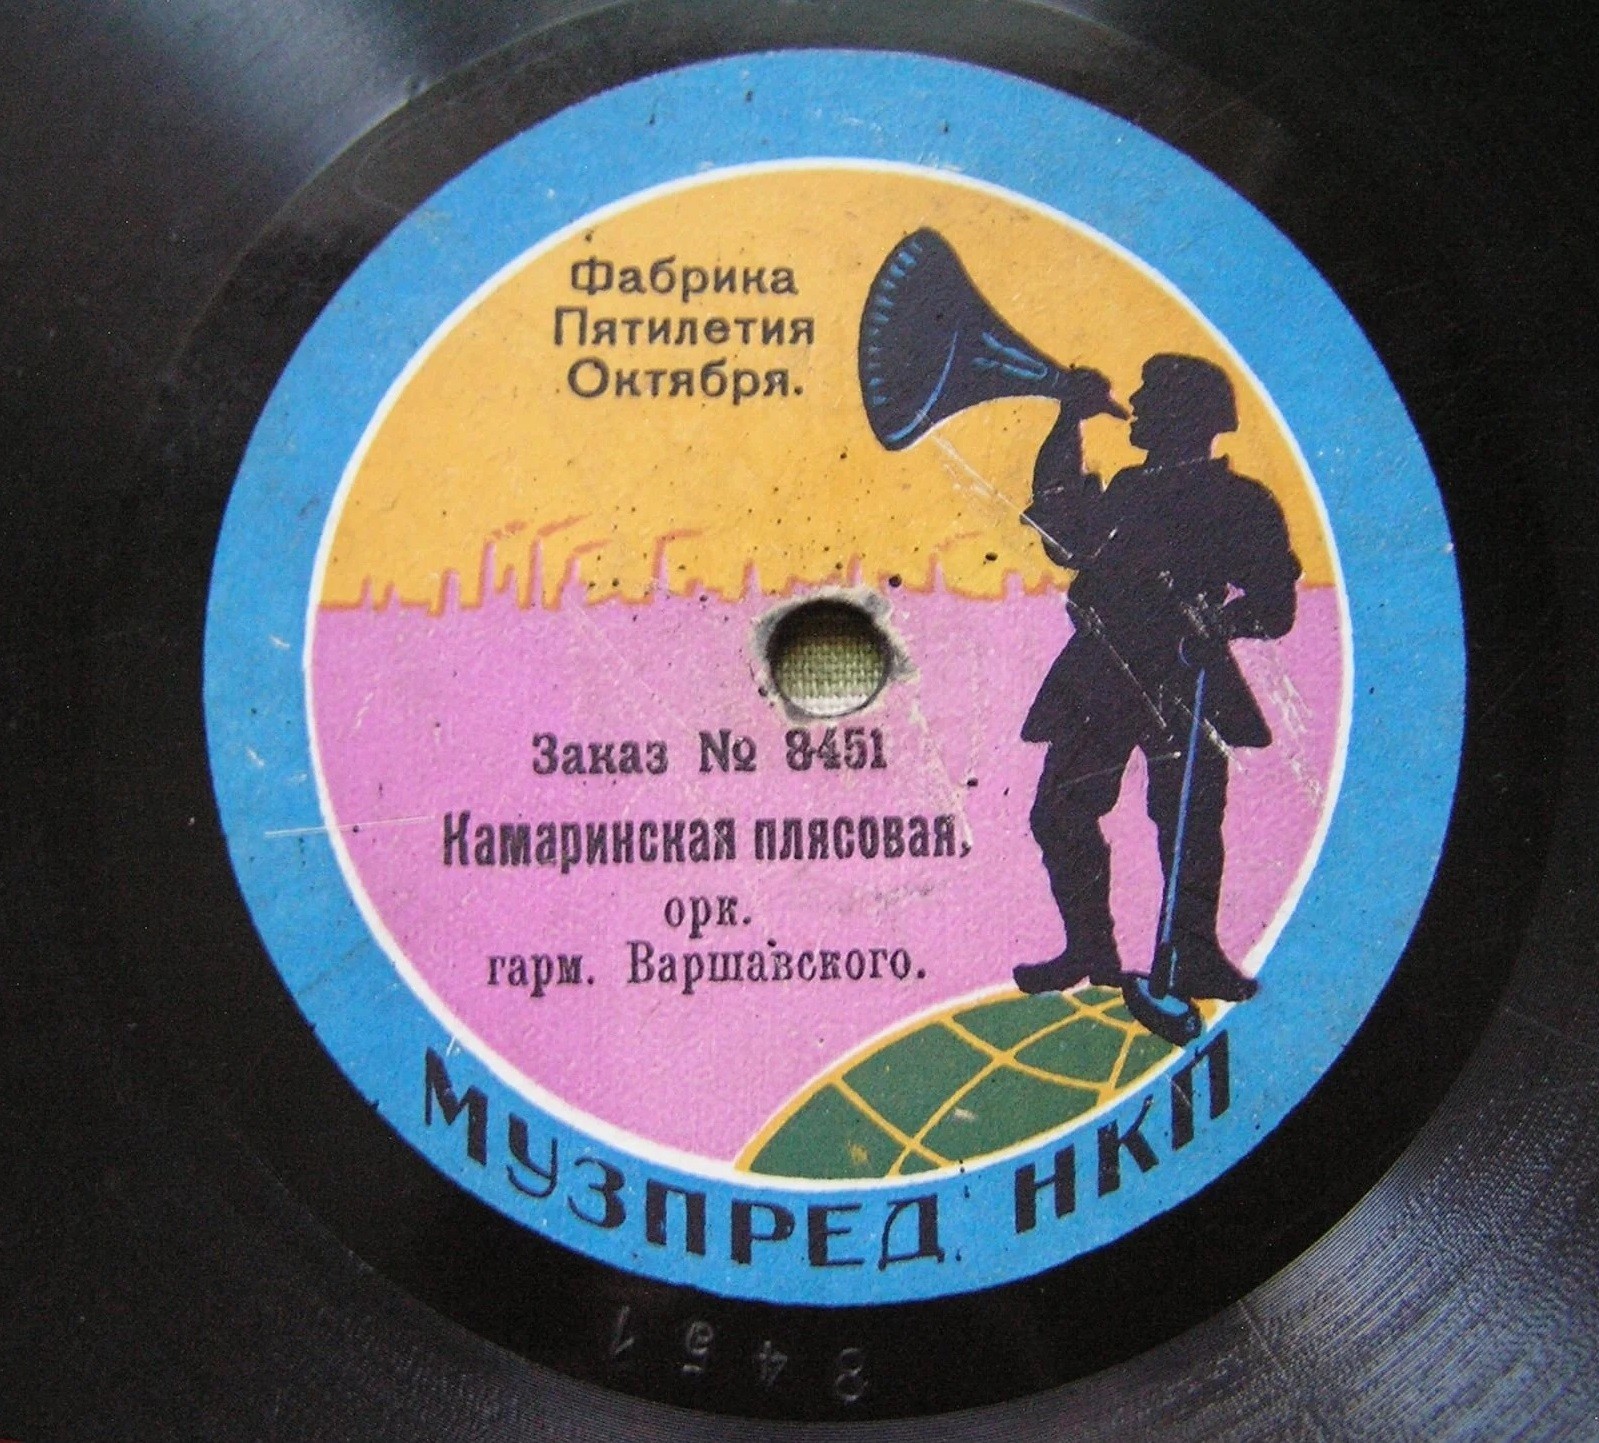 Фабрика
Пятилетия
Октября.
Заказ № 8451
Камаринская плясовая,
орк.
гарм. Варшавского.
МУЗПРЕД НКП
8451